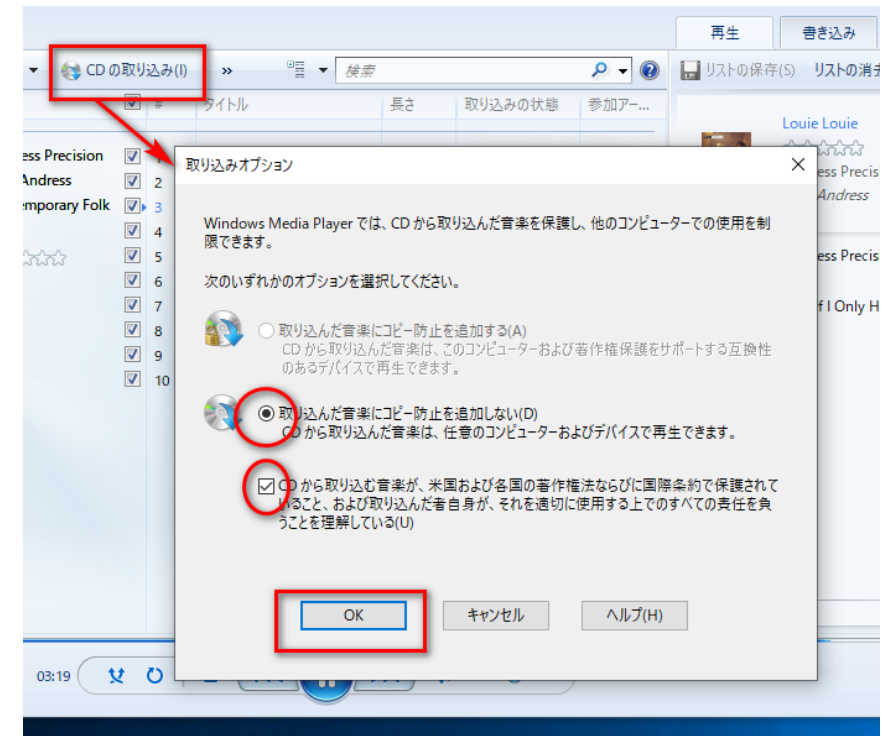 再生
書き込み
CD の取り込み(I)
»
検索
リストの保存(S)
リストの消
#
タイトル
長さ
取り込みの状態
参加アー...
Louie Louie
ess Precision
1
ess Precis
Andress
2
Andress
mporary Folk
3
4
5
ess Precis
6
7
f I Only H
8
9
10
取り込みオプション
Windows Media Player では、CD から取り込んだ音楽を保護し、他のコンピューターでの使用を制
限できます。
次のいずれかのオプションを選択してください。
取り込んだ音楽にコピー防止を追加する(A)
CD から取り込んだ音楽は、このコンピューターおよび著作権保護をサポートする互換性
のあるデバイスで再生できます。
取り込んだ音楽にコピー防止を追加しない(D)
CD から取り込んだ音楽は、任意のコンピューターおよびデバイスで再生できます。
CD から取り込む音楽が、米国および各国の著作権法ならびに国際条約で保護されて
いること、および取り込んだ者自身が、それを適切に使用する上でのすべての責任を負
うことを理解している(U)
OK
キャンセル
ヘルプ(H)
03:19